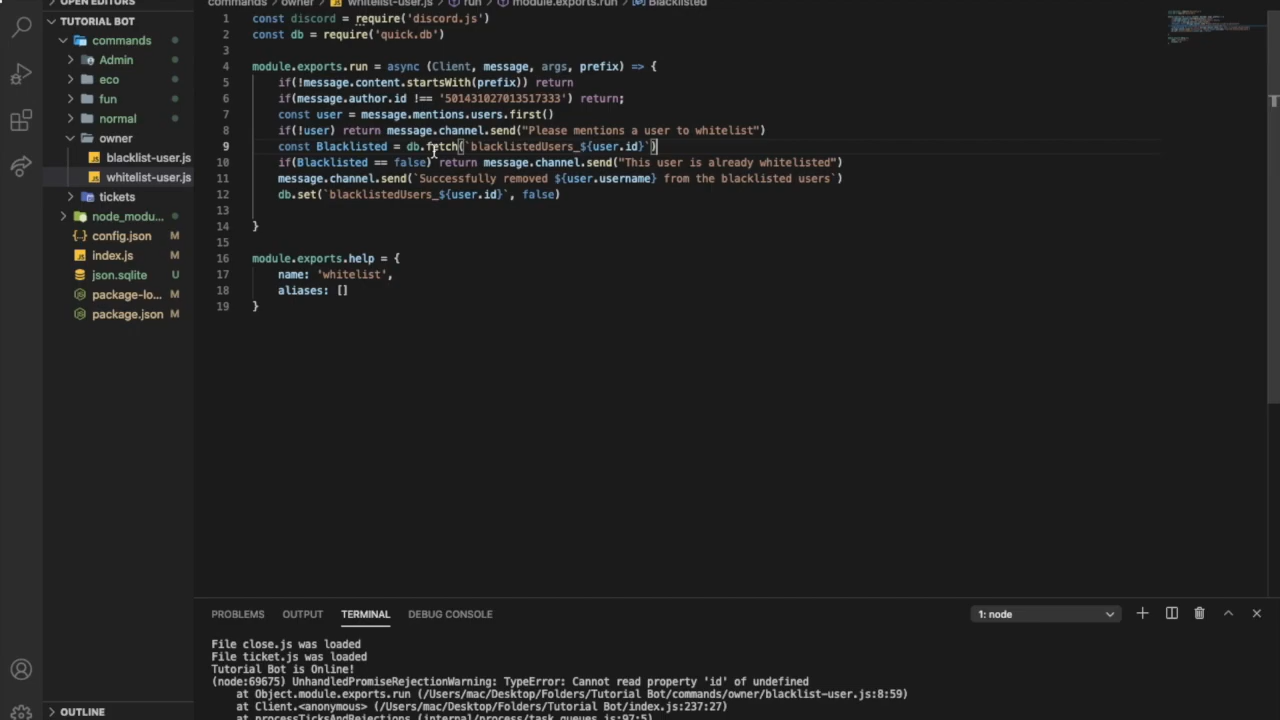 OPEN EDITORS
TUTORIAL BOT
commands
Admin
eco
fun
normal
owner
blacklist-user.js
whitelist-user.js
tickets
node_modu...
config.json M
index.js M
json.sqlite U
package-lo... M
package.json M
OUTLINE
commands > owner > whitelist-user.js > run > module.exports.run > Blacklisted
1 const discord = require('discord.js')
2 const db = require('quick.db')
3
4 module.exports.run = async (Client, message, args, prefix) => {
5 if(!message.content.startsWith(prefix)) return
6 if(message.author.id !== '501431027013517333') return;
7 const user = message.mentions.users.first()
8 if(!user) return message.channel.send("Please mentions a user to whitelist")
9 const Blacklisted = db.fetch(`blacklistedUsers_${user.id}`)
10 if(Blacklisted == false) return message.channel.send("This user is already whitelisted")
11 message.channel.send(`Successfully removed ${user.username} from the blacklisted users`)
12 db.set(`blacklistedUsers_${user.id}`, false)
13
14 }
15
16 module.exports.help = {
17 name: 'whitelist',
18 aliases: []
19 }
PROBLEMS OUTPUT TERMINAL DEBUG CONSOLE 1: node
File close.js was loaded
File ticket.js was loaded
Tutorial Bot is Online!
(node:69675) UnhandledPromiseRejectionWarning: TypeError: Cannot read property 'id' of undefined
at Object.module.exports.run (/Users/mac/Desktop/Folders/Tutorial Bot/commands/owner/blacklist-user.js:8:59)
at Client.<anonymous> (/Users/mac/Desktop/Folders/Tutorial Bot/index.js:237:27)
at processTicksAndRejections (internal/process/task_queues.js:97:5)